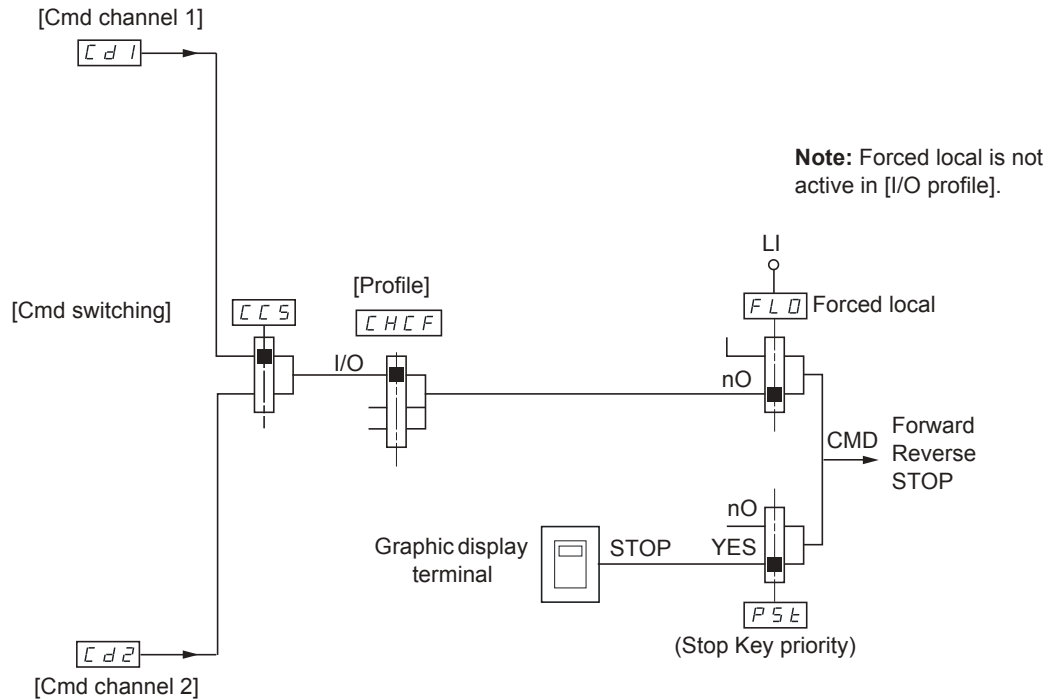 [Cmd channel 1]
Cd1
Note: Forced local is not
active in [I/O profile].
LI
[Cmd switching]
CCS
[Profile]
CHCF
FLO Forced local
I/O
nO
CMD
Forward
Reverse
STOP
nO
Graphic display
terminal
STOP
YES
PSt
(Stop Key priority)
Cd2
[Cmd channel 2]